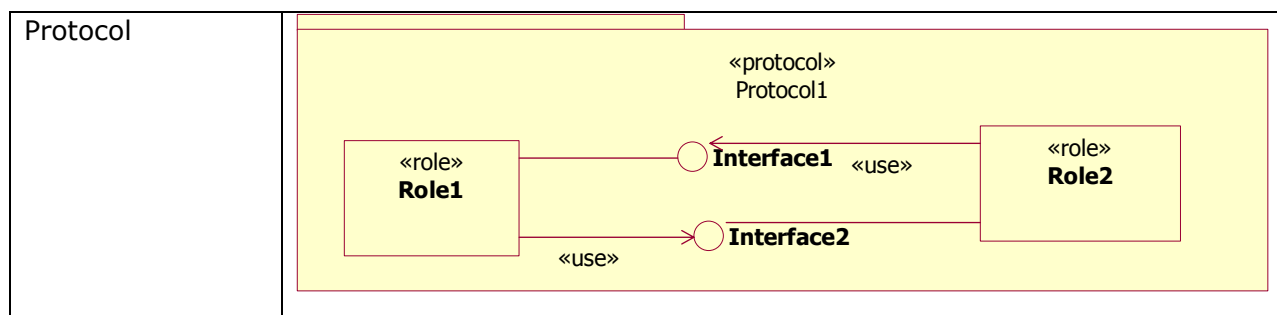 Protocol
«protocol»
Protocol1
«role»
Role1
Interface1
«use»
«role»
Role2
Interface2
«use»